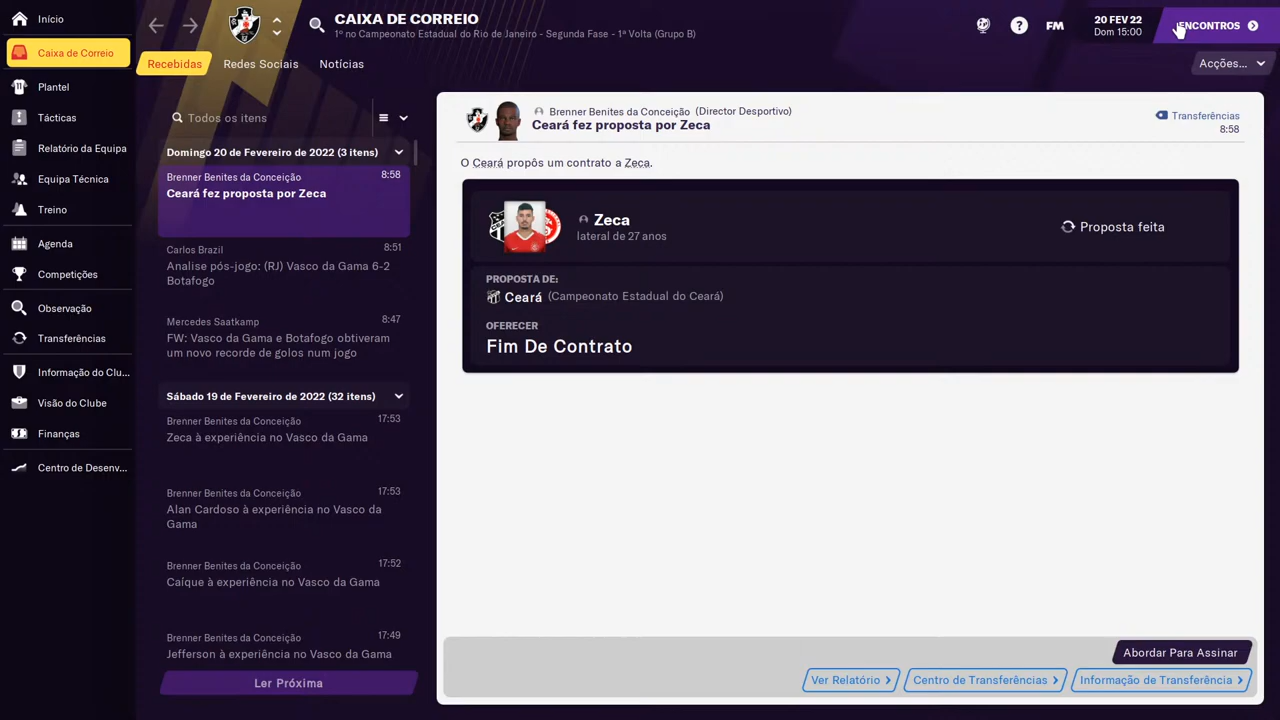 Início
Caixa de Correio
Plantel
Tácticas
Relatório da Equipa
Equipa Técnica
Treino
Agenda
Competições
Observação
Transferências
Informação do Clu...
Visão do Clube
Finanças
Centro de Desenv...
CAIXA DE CORREIO
1º no Campeonato Estadual do Rio de Janeiro - Segunda Fase - 1ª Volta (Grupo B)
?
FM
20 FEV 22
Dom 15:00
ENCONTROS
Recebidas
Redes Sociais
Notícias
Acções...
Todos os itens
Domingo 20 de Fevereiro de 2022 (3 itens)
Brenner Benites da Conceição 8:58
Ceará fez proposta por Zeca
Carlos Brazil 8:51
Analise pós-jogo: (RJ) Vasco da Gama 6-2
Botafogo
Mercedes Saatkamp 8:47
FW: Vasco da Gama e Botafogo obtiveram
um novo recorde de golos num jogo
Sábado 19 de Fevereiro de 2022 (32 itens)
Brenner Benites da Conceição 17:53
Zeca à experiência no Vasco da Gama
Brenner Benites da Conceição 17:53
Alan Cardoso à experiência no Vasco da
Gama
Brenner Benites da Conceição 17:52
Caíque à experiência no Vasco da Gama
Brenner Benites da Conceição 17:49
Jefferson à experiência no Vasco da Gama
Ler Próxima
Brenner Benites da Conceição (Director Desportivo)
Ceará fez proposta por Zeca
Transferências
8:58
O Ceará propôs um contrato a Zeca.
Zeca
lateral de 27 anos
Proposta feita
PROPOSTA DE:
Ceará (Campeonato Estadual do Ceará)
OFERECER
Fim De Contrato
Abordar Para Assinar
Ver Relatório
Centro de Transferências
Informação de Transferência